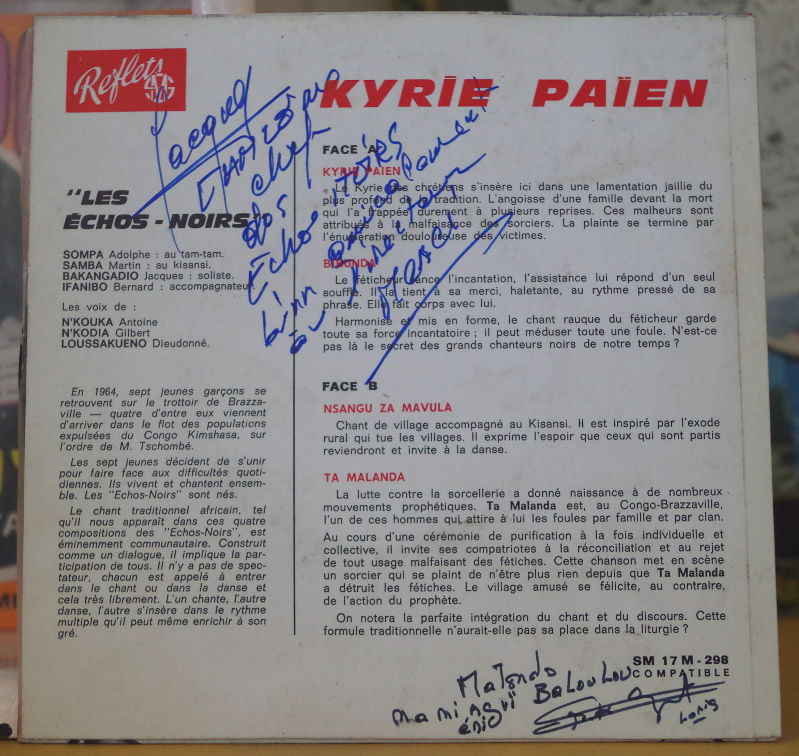 Reflets
SM
KYRIE PAÏEN
"LES
ÉCHOS - NOIRS"
SOMPA Adolphe : au tam-tam.
SAMBA Martin : au kisansi.
BAKANGADIO Jacques : soliste.
IFANIBO Bernard : accompagnateur
Les voix de :
N'KOUKA Antoine
N'KODIA Gilbert
LOUSSAKUENO Dieudonné.
En 1964, sept jeunes garçons se
retrouvent sur le trottoir de Brazza-
ville — quatre d'entre eux viennent
d'arriver dans le flot des populations
expulsées du Congo Kimshasa, sur
l'ordre de M. Tschombé.
Les sept jeunes décident de s'unir
pour faire face aux difficultés quoti-
diennes. Ils vivent et chantent ensem-
ble. Les "Echos-Noirs" sont nés.
Le chant traditionnel africain, tel
qu'il nous apparaît dans ces quatre
compositions des "Echos-Noirs", est
éminemment communautaire. Construit
comme un dialogue, il implique la par-
ticipation de tous. Il n'y a pas de spec-
tateur, chacun est appelé à entrer
dans le chant ou dans la danse et
cela très librement. L'un chante, l'autre
danse, l'autre s'insère dans le rythme
multiple qu'il peut même enrichir à son
gré.
FACE A
KYRIE PAIEN
Le Kyrie des chrétiens s'insère ici dans une lamentation jaillie du
plus profond de la tradition. L'angoisse d'une famille devant la mort
qui l'a frappée durement à plusieurs reprises. Ces malheurs sont
attribués à la malfaisance des sorciers. La plainte se termine par
l'énumération douloureuse des victimes.
Le féticheur lance l'incantation, l'assistance lui répond d'un seul
souffle. Il la tient à sa merci, haletante, au rythme pressé de sa
phrase. Elle fait corps avec lui.
Harmonisé et mis en forme, le chant rauque du féticheur garde
toute sa force incantatoire ; il peut méduser toute une foule. N'est-ce
pas là le secret des grands chanteurs noirs de notre temps ?
FACE B
NSANGU ZA MAVULA
Chant de village accompagné au Kisansi. Il est inspiré par l'exode
rural qui tue les villages. Il exprime l'espoir que ceux qui sont partis
reviendront et invite à la danse.
TA MALANDA
La lutte contre la sorcellerie a donné naissance à de nombreux
mouvements prophétiques. Ta Malanda est, au Congo-Brazzaville,
l'un de ces hommes qui attire à lui les foules par famille et par clan.
Au cours d'une cérémonie de purification à la fois individuelle et
collective, il invite ses compatriotes à la réconciliation et au rejet
de tout usage malfaisant des fétiches. Cette chanson met en scène
un sorcier qui se plaint de n'être plus rien depuis que Ta Malanda
a détruit les fétiches. Le village amusé se félicite, au contraire,
de l'action du prophète.
On notera la parfaite intégration du chant et du discours. Cette
formule traditionnelle n'aurait-elle pas sa place dans la liturgie ?
SM 17 M - 298
COMPATIBLE
Jacques
chef
des
Echos Noirs
bien amicalement
Matondo
BALOULOU
Louis